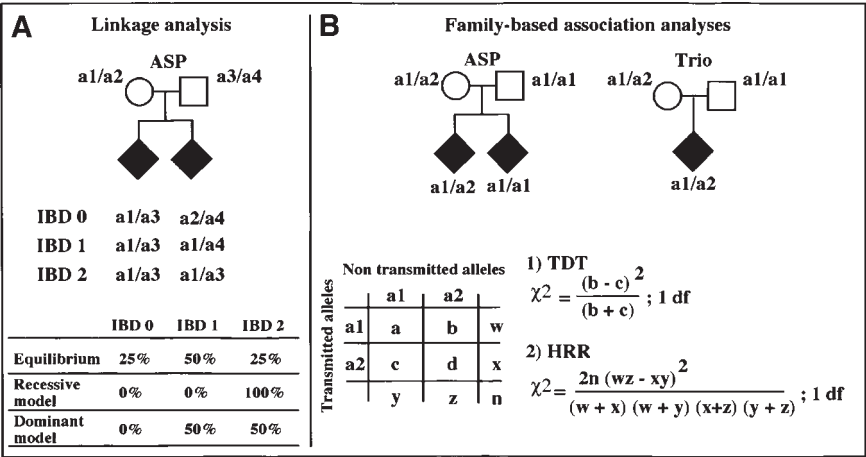 A Linkage analysis
ASP
a1/a2 a3/a4
IBD 0 a1/a3 a2/a4
IBD 1 a1/a3 a1/a4
IBD 2 a1/a3 a1/a3
IBD 0 IBD 1 IBD 2
Equilibrium 25% 50% 25%
Recessive
model 0% 0% 100%
Dominant
model 0% 50% 50%
B Family-based association analyses
ASP Trio
a1/a2 a1/a1 a1/a2 a1/a1
a1/a2 a1/a1 a1/a2
Non transmitted alleles
Transmitted alleles
a1 a2
a1 a b w
a2 c d x
y z n
1) TDT
χ2 = (b - c)² / (b + c) ; 1 df
2) HRR
χ2 = 2n (wz - xy)² / (w + x) (w + y) (x+z) (y + z) ; 1 df